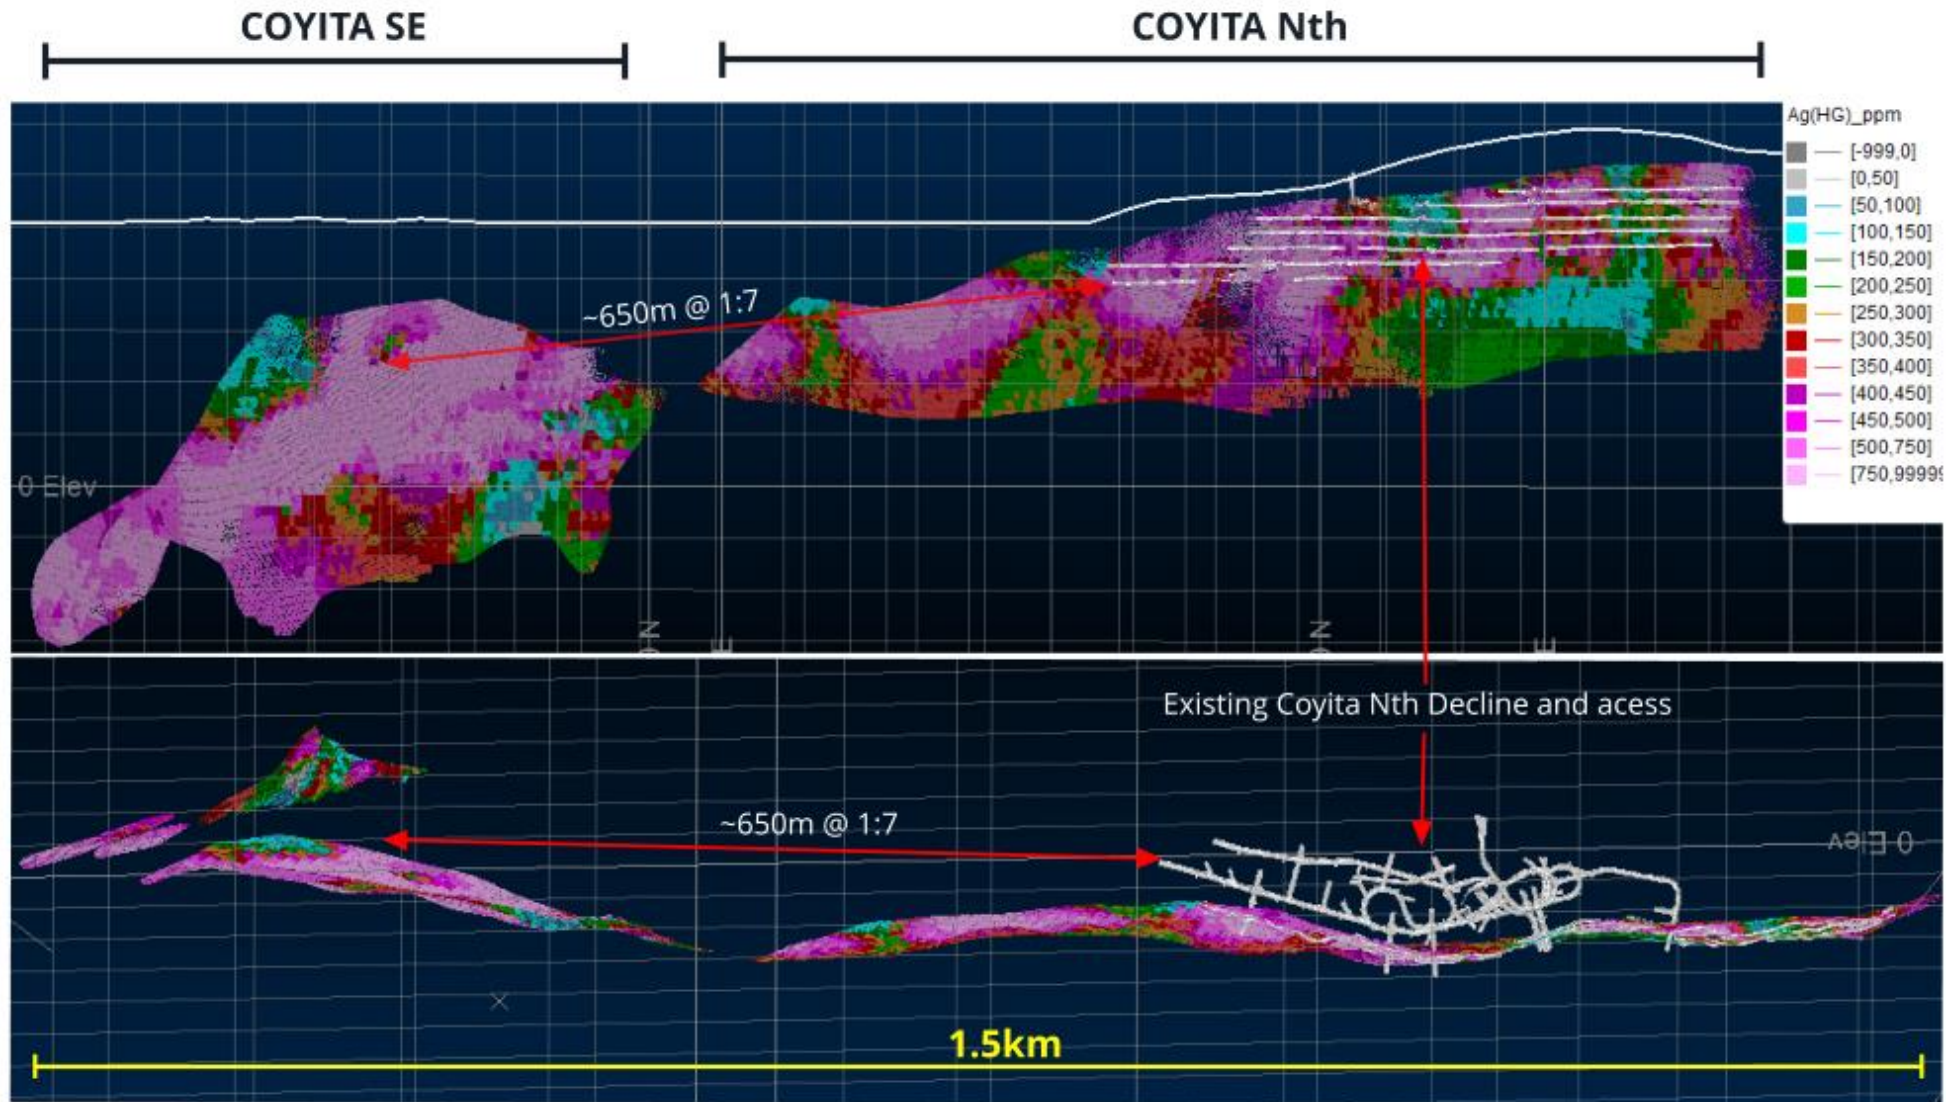 COYITA SE
COYITA Nth
Ag(HG)_ppm
[-999,0]
[0,50]
[50,100]
[100,150]
[150,200]
[200,250]
[250,300]
[300,350]
[350,400]
[400,450]
[450,500]
[500,750]
[750,99999
~650m @ 1:7
0 Elev
N
E
N
E
Existing Coyita Nth Decline and acess
~650m @ 1:7
0 Elev
1.5km